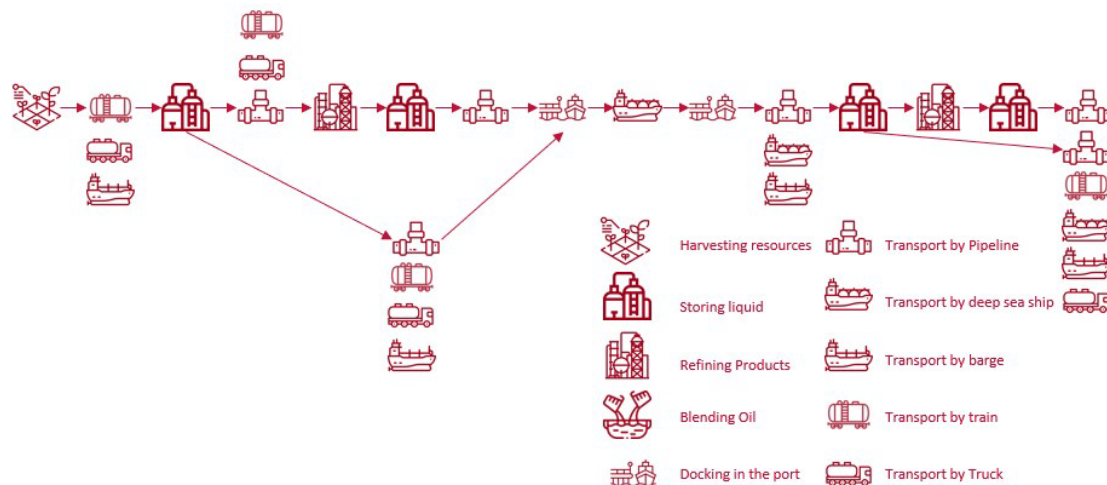 Harvesting resources
Transport by Pipeline
Storing liquid
Transport by deep sea ship
Refining Products
Transport by barge
Blending Oil
Transport by train
Docking in the port
Transport by Truck